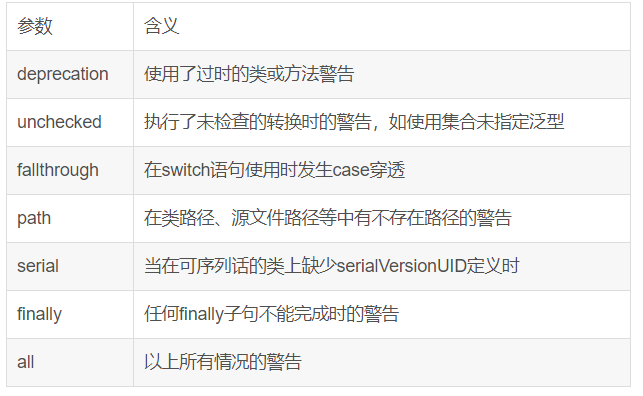 参数 含义
deprecation 使用了过时的类或方法警告
unchecked 执行了未检查的转换时的警告，如使用集合未指定泛型
fallthrough 在switch语句使用时发生case穿透
path 在类路径、源文件路径等中有不存在路径的警告
serial 当在可序列话的类上缺少serialVersionUID定义时
finally 任何finally子句不能完成时的警告
all 以上所有情况的警告